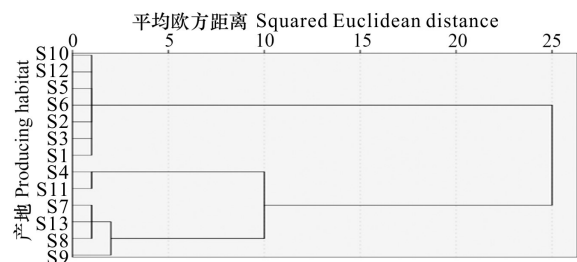 平均欧方距离 Squared Euclidean distance
0 5 10 15 20 25
产地 Producing habitat
S10
S12
S5
S6
S2
S3
S1
S4
S11
S7
S13
S8
S9